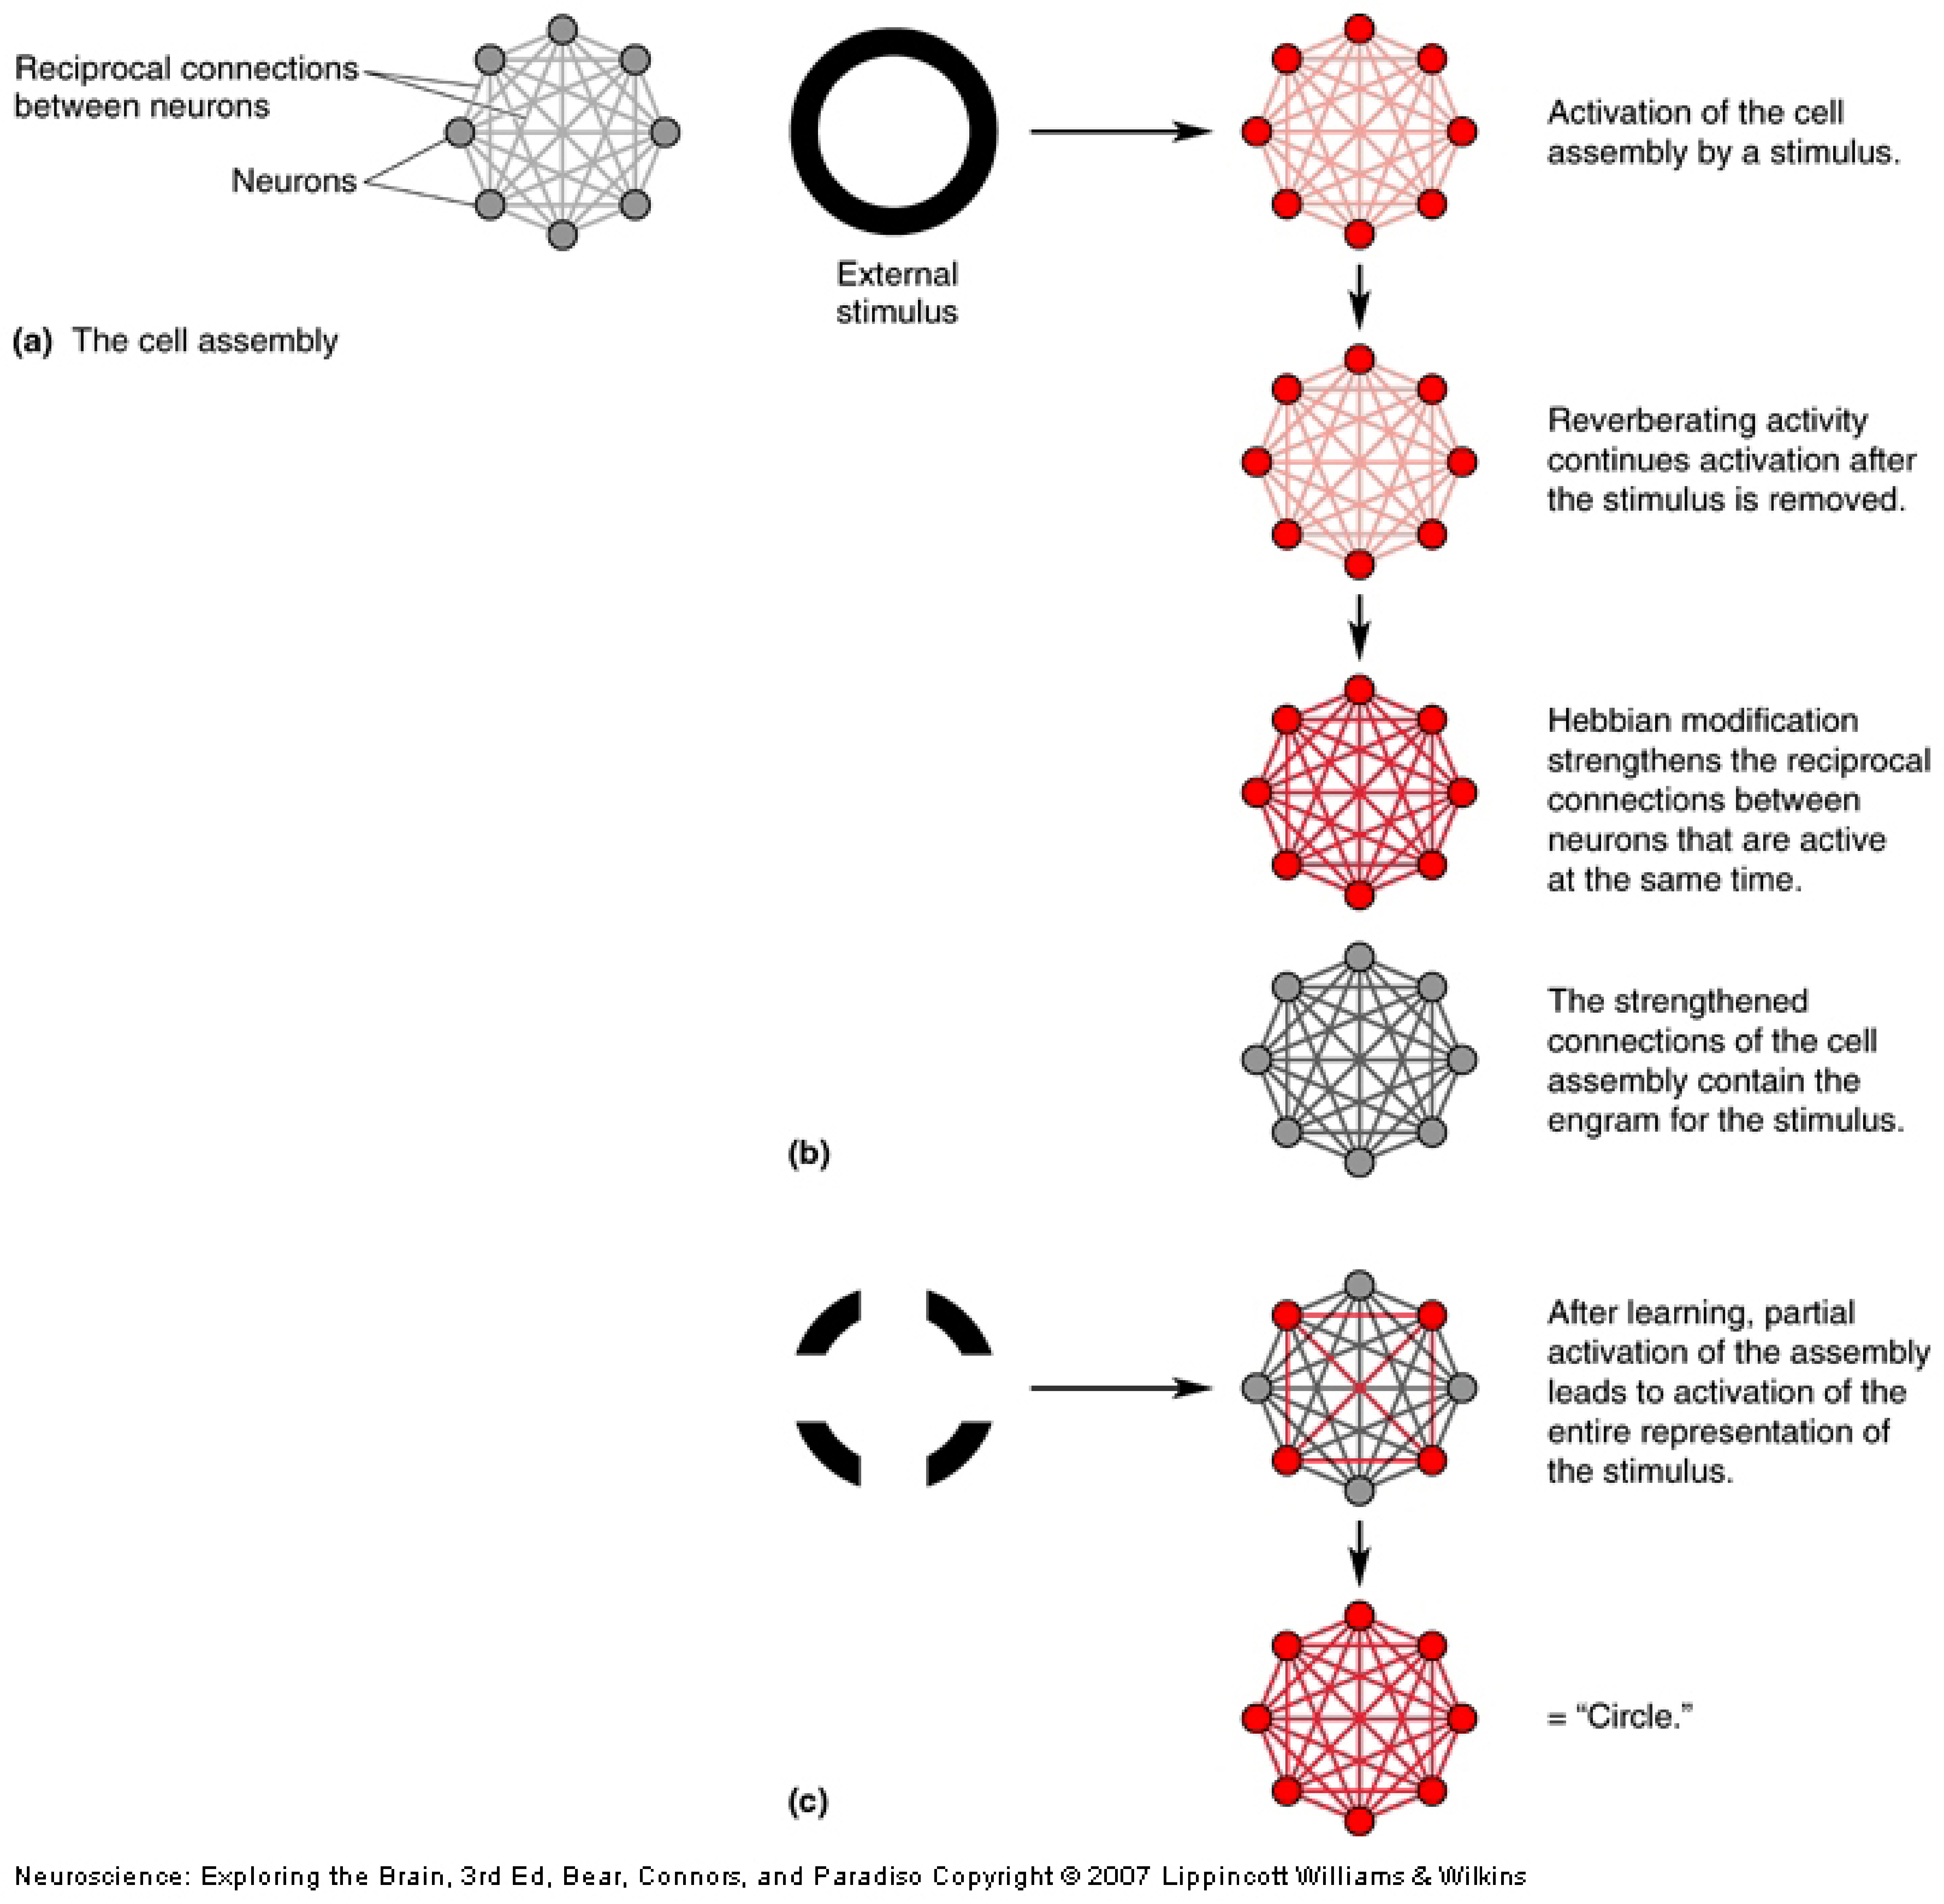 Reciprocal connections
between neurons
Neurons
(a) The cell assembly
External
stimulus
Activation of the cell
assembly by a stimulus.
Reverberating activity
continues activation after
the stimulus is removed.
Hebbian modification
strengthens the reciprocal
connections between
neurons that are active
at the same time.
The strengthened
connections of the cell
assembly contain the
engram for the stimulus.
(b)
After learning, partial
activation of the assembly
leads to activation of the
entire representation of
the stimulus.
= “Circle.”
(c)
Neuroscience: Exploring the Brain, 3rd Ed, Bear, Connors, and Paradiso Copyright © 2007 Lippincott Williams & Wilkins